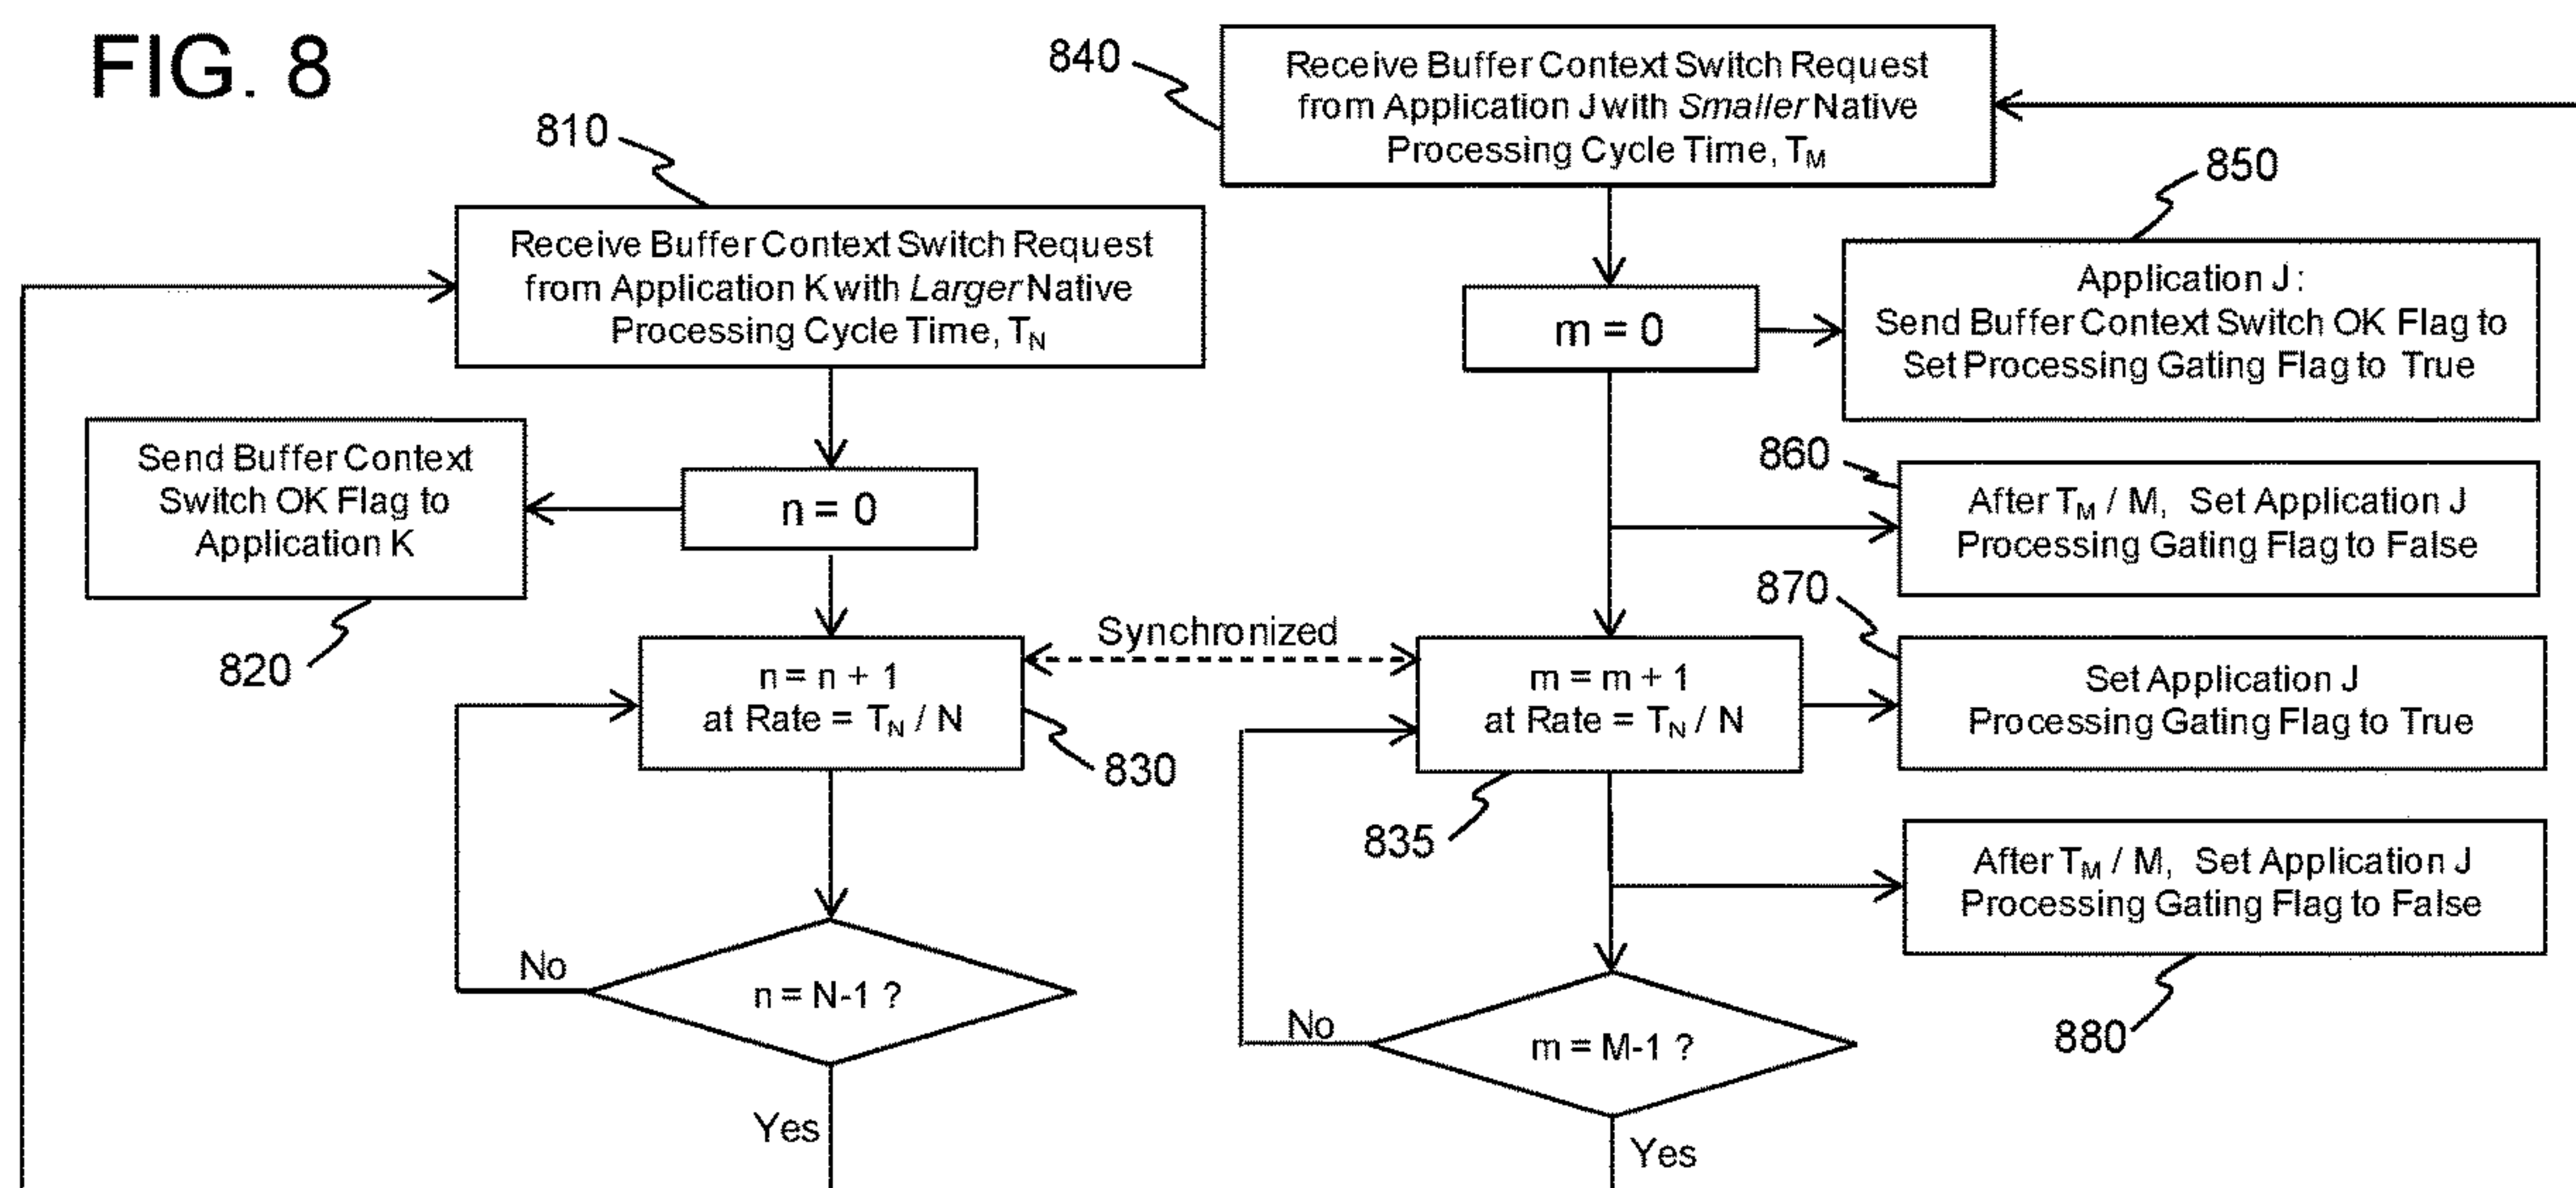 FIG. 8
840
Receive Buffer Context Switch Request
from Application J with Smaller Native
Processing Cycle Time, TM
810
Receive Buffer Context Switch Request
from Application K with Larger Native
Processing Cycle Time, TN
850
Application J:
Send Buffer Context Switch OK Flag to
Set Processing Gating Flag to True
m = 0
Send Buffer Context
Switch OK Flag to
Application K
820
n = 0
860
After TM / M, Set Application J
Processing Gating Flag to False
870
Synchronized
n = n + 1
at Rate = TN / N
830
m = m + 1
at Rate = TN / N
835
Set Application J
Processing Gating Flag to True
After TM / M, Set Application J
Processing Gating Flag to False
880
No
n = N-1 ?
Yes
No
m = M-1 ?
Yes